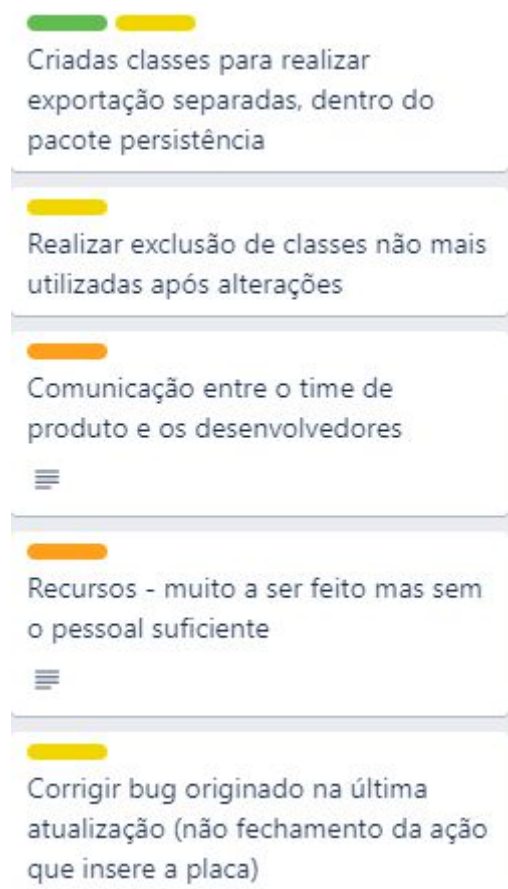 Criadas classes para realizar
exportação separadas, dentro do
pacote persistência
Realizar exclusão de classes não mais
utilizadas após alterações
Comunicação entre o time de
produto e os desenvolvedores
Recursos - muito a ser feito mas sem
o pessoal suficiente
Corrigir bug originado na última
atualização (não fechamento da ação
que insere a placa)